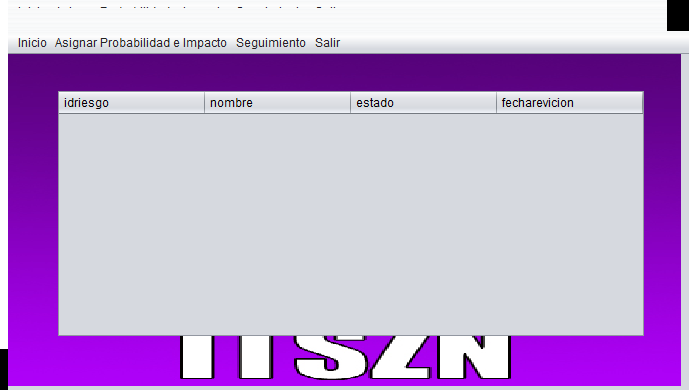 Inicio Asignar Probabilidad e Impacto Seguimiento Salir
idriesgo nombre estado fecharevicion
ITSZN